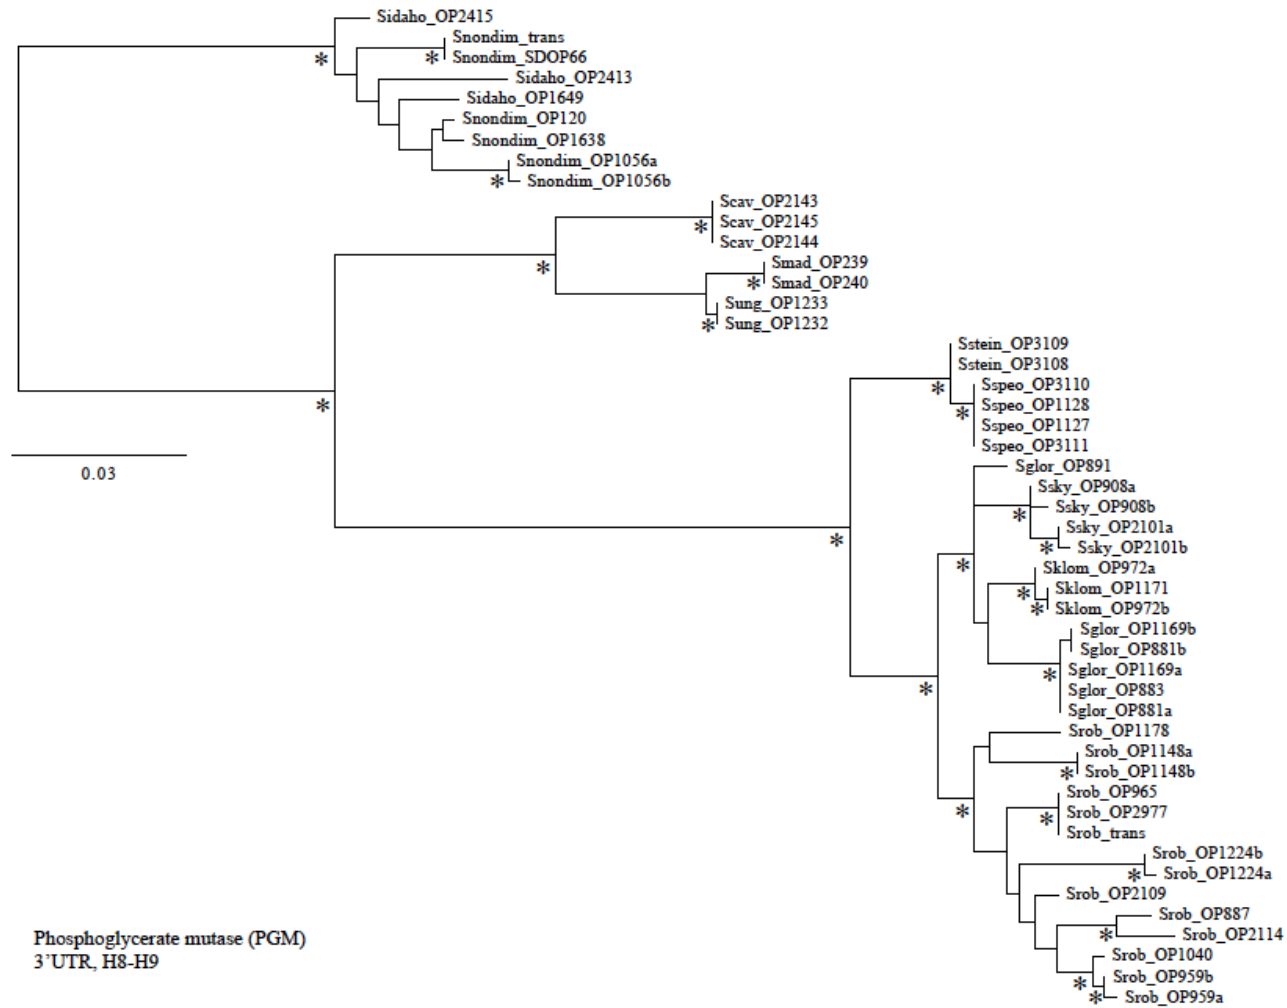 Sidaho_OP2415
Snondim_trans
*
Snondim_SDOP66
*
Sidaho_OP2413
Sidaho_OP1649
Snondim_OP120
Snondim_OP1638
Snondim_OP1056a
*
Snondim_OP1056b
Scav_OP2143
Scav_OP2145
*
Scav_OP2144
*
Smad_OP239
*
Smad_OP240
Sung_OP1233
*
Sung_OP1232
Sstein_OP3109
Sstein_OP3108
*
Sspeo_OP3110
*
Sspeo_OP1128
*
Sspeo_OP1127
Sspeo_OP3111
0.03
Sglor_OP891
Ssky_OP908a
*
Ssky_OP908b
Ssky_OP2101a
*
*
Ssky_OP2101b
*
Sklom_OP972a
*
Sklom_OP1171
*
Sklom_OP972b
Sglor_OP1169b
Sglor_OP881b
*
Sglor_OP1169a
*
Sglor_OP883
Sglor_OP881a
Srob_OP1178
Srob_OP1148a
*
Srob_OP1148b
Srob_OP965
*
*
Srob_OP2977
Srob_trans
Srob_OP1224b
*
Srob_OP1224a
Srob_OP2109
Srob_OP887
*
Srob_OP2114
Phosphoglycerate mutase (PGM)
3’UTR, H8-H9
Srob_OP1040
*
Srob_OP959b
*
Srob_OP959a